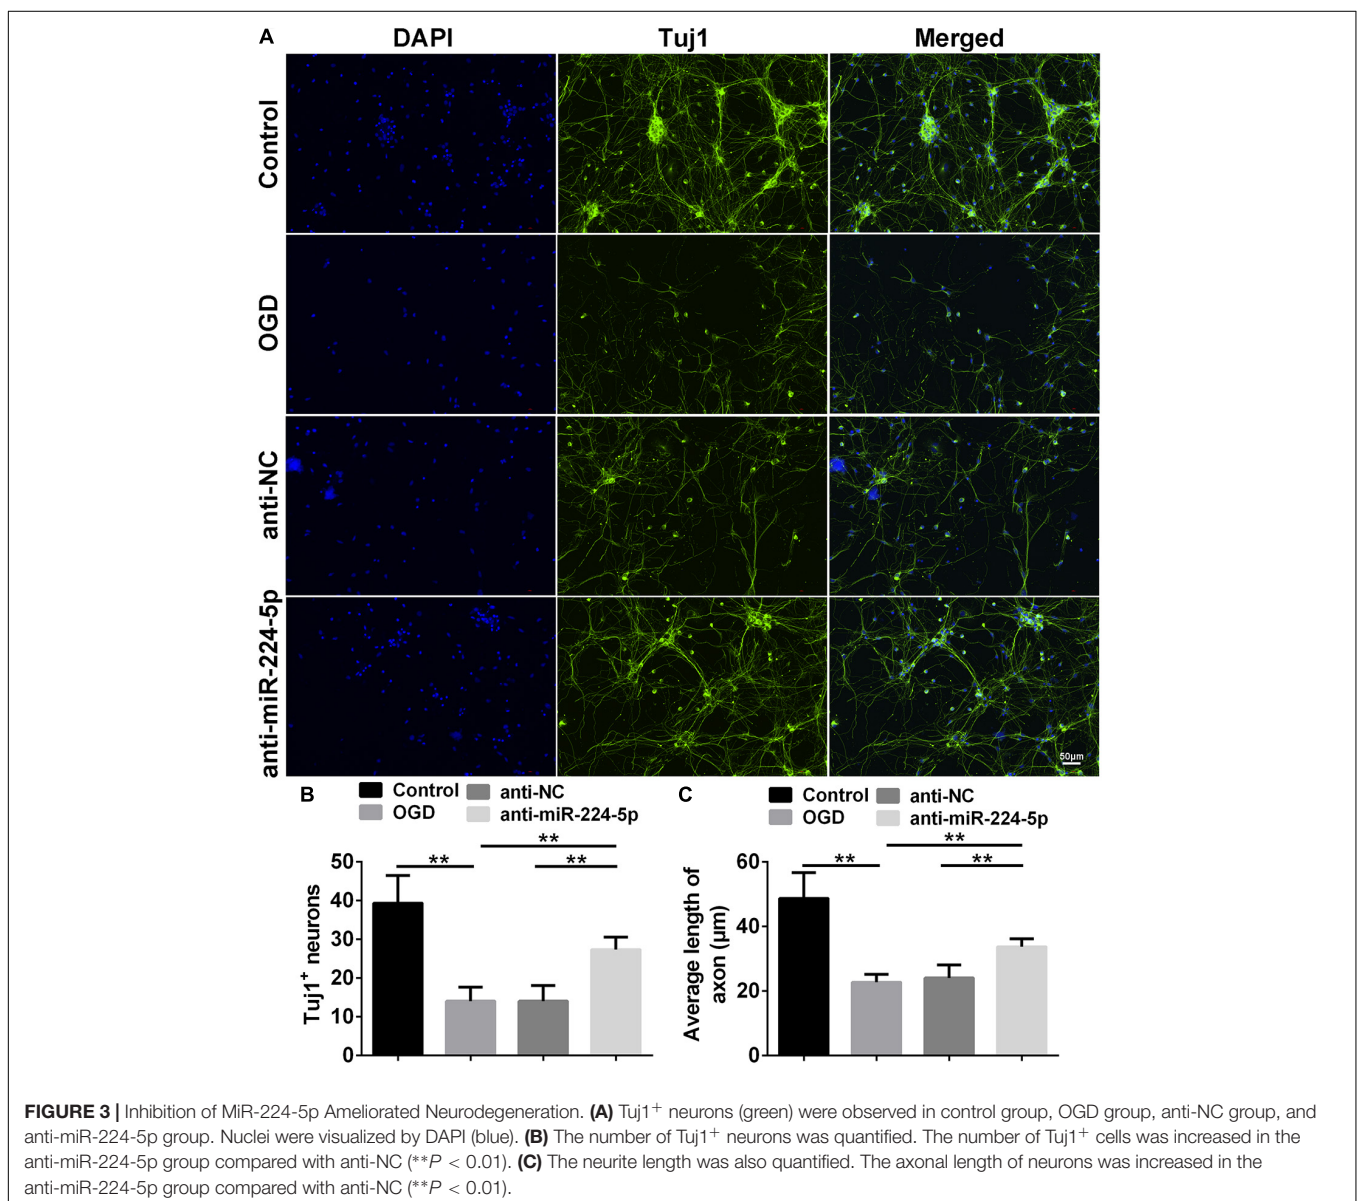 A
DAPI Tuj1 Merged
Control
OGD
anti-NC
anti-miR-224-5p
50µm
B
Control anti-NC
OGD anti-miR-224-5p
**
** **
Tuj1+ neurons
50
40
30
20
10
0
C
Control anti-NC
OGD anti-miR-224-5p
**
** **
Average length of
axon (µm)
60
40
20
0
FIGURE 3 | Inhibition of MiR-224-5p Ameliorated Neurodegeneration. (A) Tuj1+ neurons (green) were observed in control group, OGD group, anti-NC group, and
anti-miR-224-5p group. Nuclei were visualized by DAPI (blue). (B) The number of Tuj1+ neurons was quantified. The number of Tuj1+ cells was increased in the
anti-miR-224-5p group compared with anti-NC (**P < 0.01). (C) The neurite length was also quantified. The axonal length of neurons was increased in the
anti-miR-224-5p group compared with anti-NC (**P < 0.01).